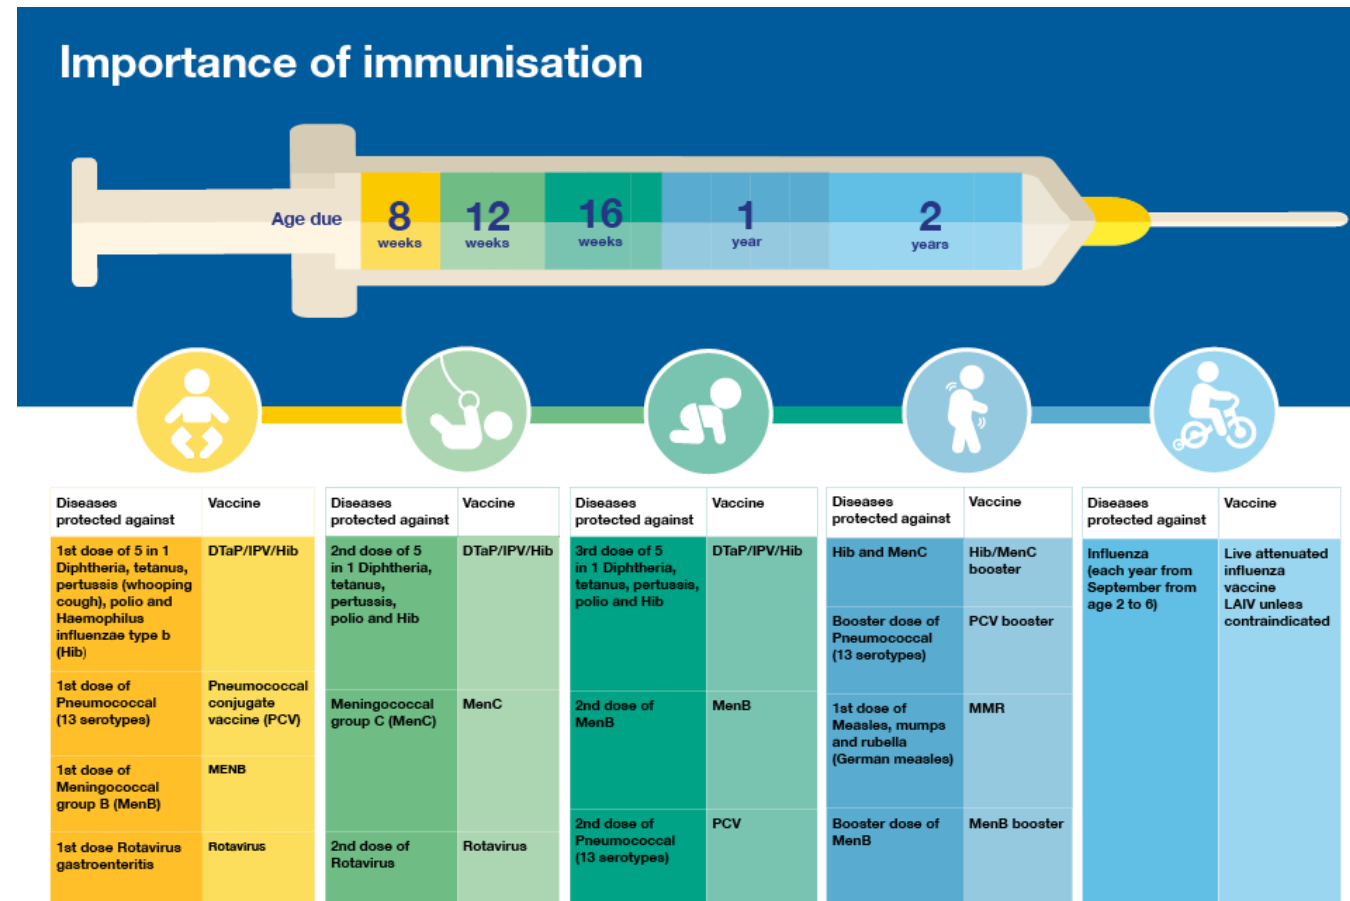 Importance of immunisation
Age due
8
weeks
12
weeks
16
weeks
1
year
2
years
Diseases
protected against
Vaccine
1st dose of 5 in 1
Diphtheria, tetanus,
pertussis (whooping
cough), polio and
Haemophilus
influenzae type b
(Hib)
DTaP/IPV/Hib
1st dose of
Pneumococcal
(13 serotypes)
Pneumococcal
conjugate
vaccine (PCV)
1st dose of
Meningococcal
group B (MenB)
MENB
1st dose Rotavirus
gastroenteritis
Rotavirus
Diseases
protected against
Vaccine
2nd dose of 5
in 1 Diphtheria,
tetanus,
pertussis,
polio and Hib
DTaP/IPV/Hib
Meningococcal
group C (MenC)
MenC
2nd dose of
Rotavirus
Rotavirus
Diseases
protected against
Vaccine
3rd dose of 5
in 1 Diphtheria,
tetanus, pertussis,
polio and Hib
DTaP/IPV/Hib
2nd dose of
MenB
MenB
2nd dose of
Pneumococcal
(13 serotypes)
PCV
Diseases
protected against
Vaccine
Hib and MenC
Hib/MenC
booster
Booster dose of
Pneumococcal
(13 serotypes)
PCV booster
1st dose of
Measles, mumps
and rubella
(German measles)
MMR
Booster dose of
MenB
MenB booster
Diseases
protected against
Vaccine
Influenza
(each year from
September from
age 2 to 6)
Live attenuated
influenza
vaccine
LAIV unless
contraindicated